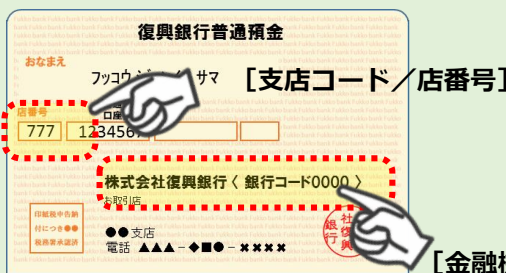 復興銀行普通預金
おなまえ
フッコウ サマ
[支店コード／店番号]
店番号
777 1234567
株式会社復興銀行〈 銀行コード0000 〉
お取引店
印紙税申告納
付につき●●
税務署承認済
●●支店
電話 ▲▲▲－◆■●－✖✖✖✖
[金融